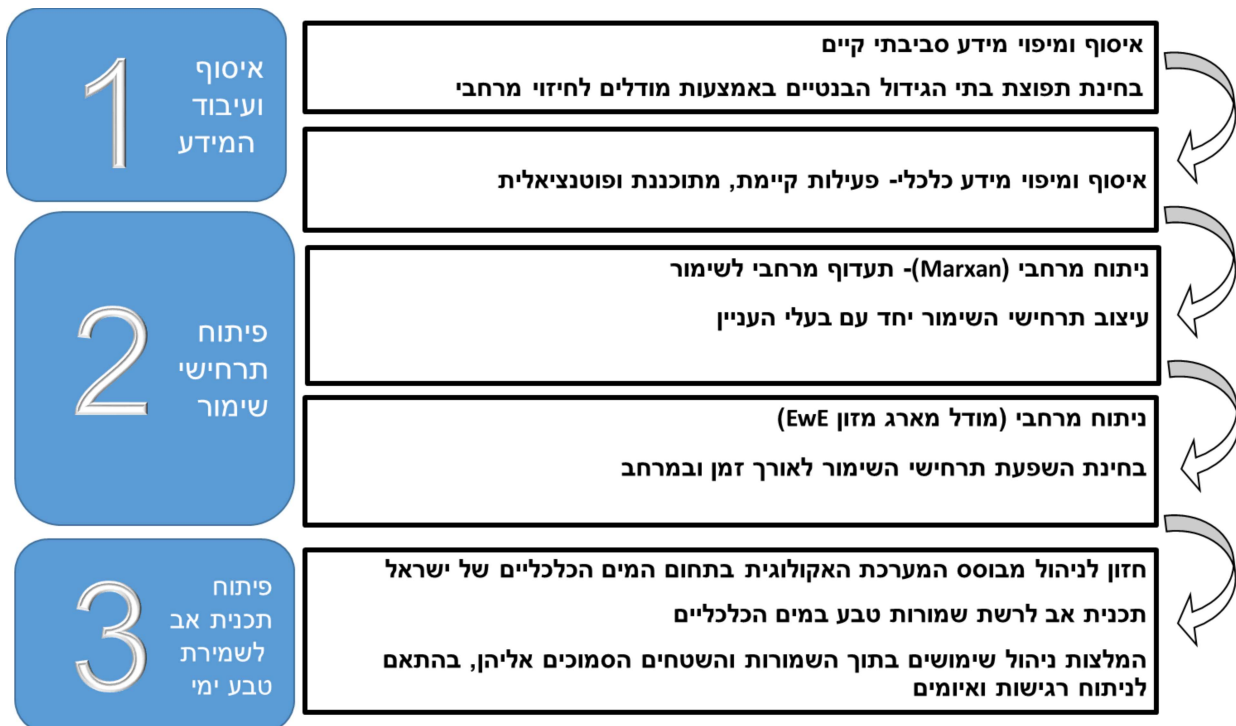 1
איסוף
ועיבוד
המידע
איסוף ומיפוי מידע סביבתי קיים
בחינת תפוצת בתי הגידול הבנטיים באמצעות מודלים לחיזוי מרחבי
איסוף ומיפוי מידע כלכלי- פעילות קיימת, מתוכננת ופוטנציאלית
2
פיתוח
תרחישי
שימור
ניתוח מרחבי (Marxan)- תעדוף מרחבי לשימור
עיצוב תרחישי השימור יחד עם בעלי העניין
ניתוח מרחבי (מודל מארג מזון EwE)
בחינת השפעת תרחישי השימור לאורך זמן ובמרחב
3
פיתוח
תכנית אב
לשמירת
טבע ימי
חזון לניהול מבוסס המערכת האקולוגית בתחום המים הכלכליים של ישראל
תכנית אב לרשת שמורות טבע במים הכלכליים
המלצות ניהול שימושים בתוך השמורות והשטחים הסמוכים אליהן, בהתאם
לניתוח רגישות ואיומים